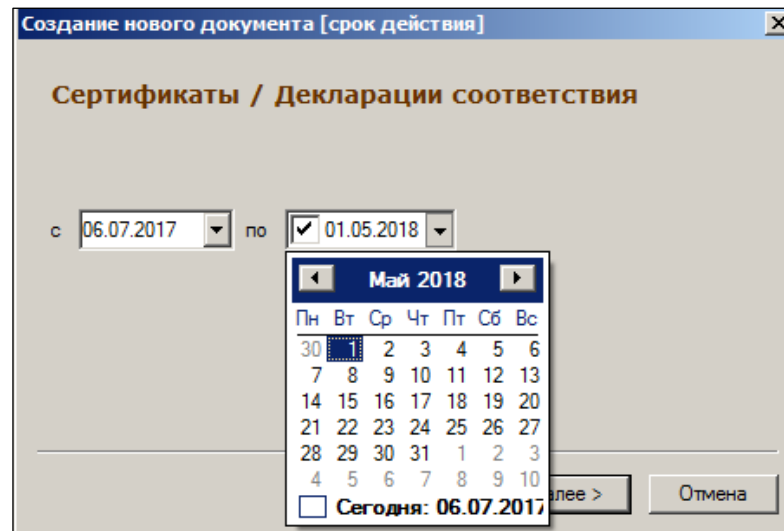 Создание нового документа [срок действия]
Сертификаты / Декларации соответствия
с 06.07.2017 по 01.05.2018
Май 2018
Пн Вт Ср Чт Пт Сб Вс
30 1 2 3 4 5 6
7 8 9 10 11 12 13
14 15 16 17 18 19 20
21 22 23 24 25 26 27
28 29 30 31 1 2 3
4 5 6 7 8 9 10
Сегодня: 06.07.2017
алее > Отмена